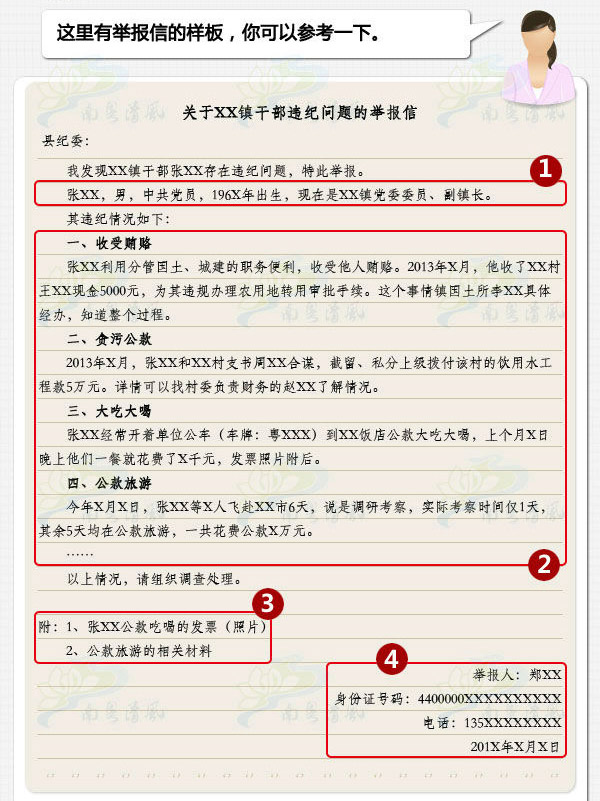 这里有举报信的样板，你可以参考一下。
关于XX镇干部违纪问题的举报信
县纪委：
我发现XX镇干部张XX存在违纪问题，特此举报。
1
张XX，男，中共党员，196X年出生，现在是XX镇党委委员、副镇长。
其违纪情况如下：
一、收受贿赂
张XX利用分管国土、城建的职务便利，收受他人贿赂。2013年X月，他收了XX村
王XX现金5000元，为其违规办理农用地转用审批手续。这个事情镇国土所李XX具体
经办，知道整个过程。
二、贪污公款
2013年X月，张XX和XX村支书周XX合谋，截留、私分上级拨付该村的饮用水工
程款5万元。详情可以找村委负责财务的赵XX了解情况。
三、大吃大喝
张XX经常开着单位公车（车牌：粤XXX）到XX饭店公款大吃大喝，上个月X日
晚上他们一餐就花费了X千元，发票照片附后。
四、公款旅游
今年X月X日，张XX等X人飞赴XX市6天，说是调研考察，实际考察时间仅1天，
其余5天均在公款旅游，一共花费公款X万元。
……
2
以上情况，请组织调查处理。
3
附：1、张XX公款吃喝的发票（照片）
2、公款旅游的相关材料
4
举报人：郑XX
身份证号码：4400000XXXXXXXXXX
电话：135XXXXXXXX
201X年X月X日
南粤清风